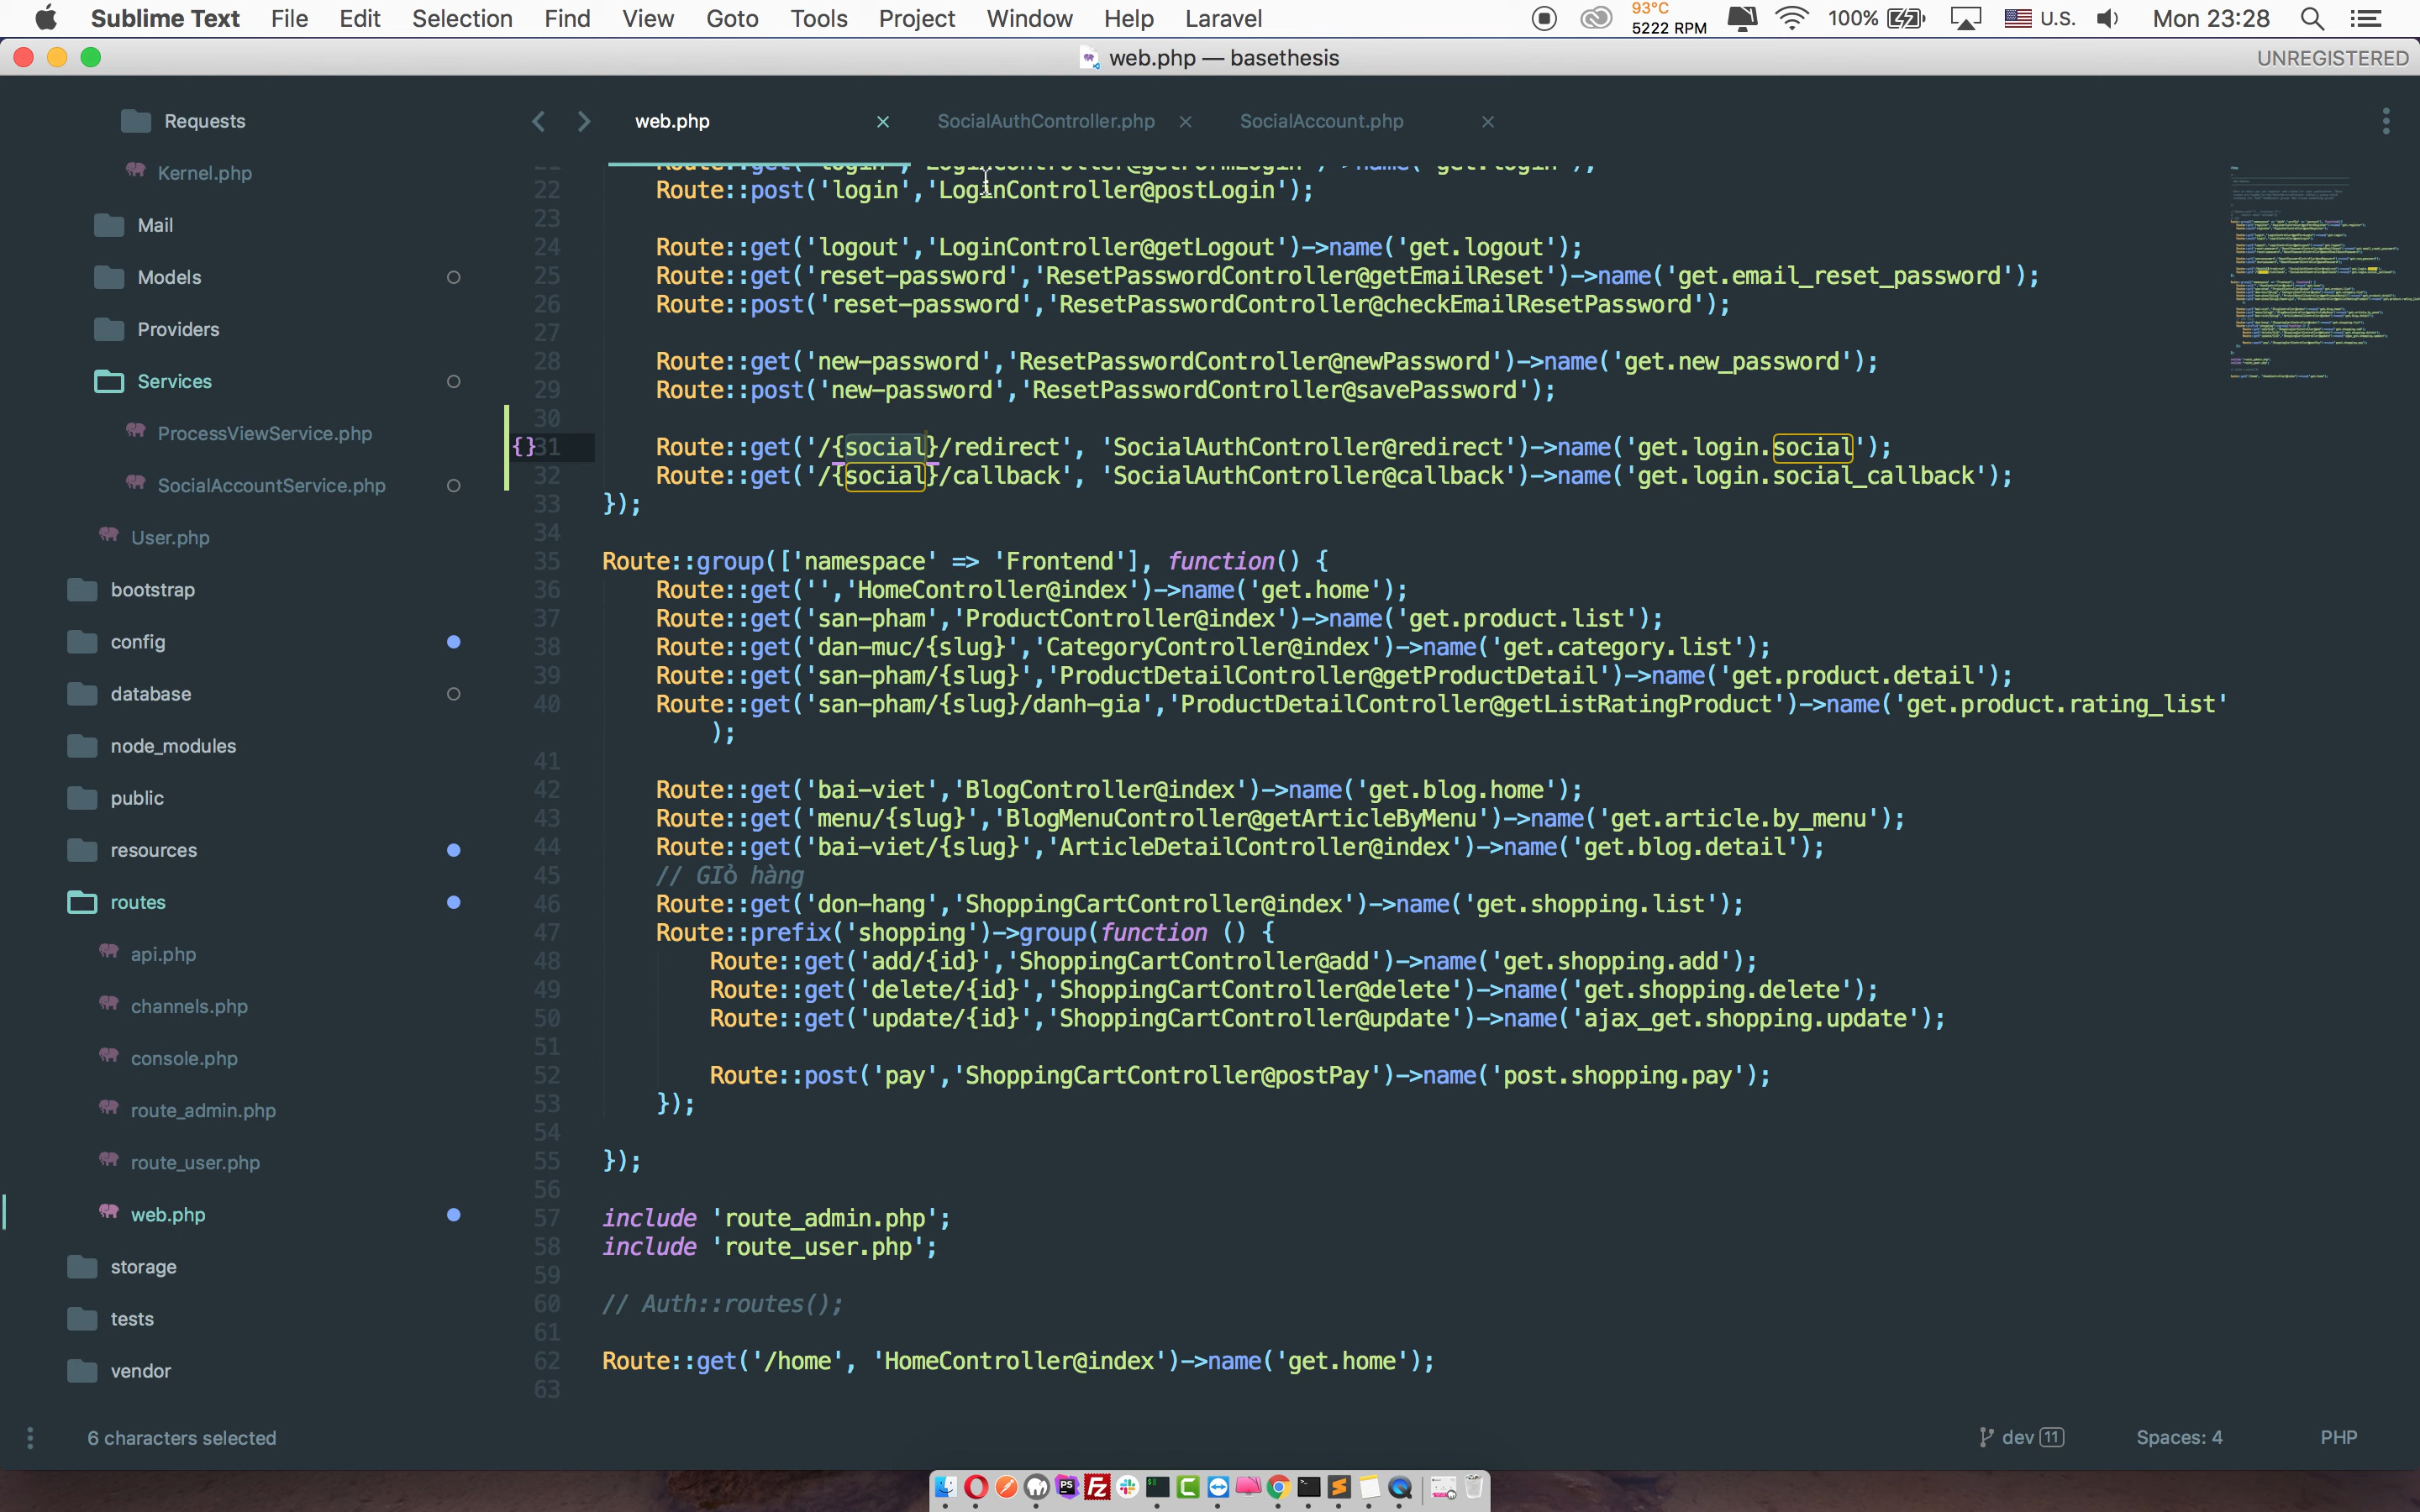 Sublime Text File Edit Selection Find View Goto Tools Project Window Help Laravel 93°C 5222 RPM 100% U.S. Mon 23:28
web.php — basethesis UNREGISTERED
Requests
Kernel.php
Mail
Models
Providers
Services
ProcessViewService.php
SocialAccountService.php
User.php
bootstrap
config
database
node_modules
public
resources
routes
api.php
channels.php
console.php
route_admin.php
route_user.php
web.php
storage
tests
vendor
web.php SocialAuthController.php SocialAccount.php
21 Route::get('login','LoginController@getFormLogin')->name('get.login');
22 Route::post('login','LoginController@postLogin');
23
24 Route::get('logout','LoginController@getLogout')->name('get.logout');
25 Route::get('reset-password','ResetPasswordController@getEmailReset')->name('get.email_reset_password');
26 Route::post('reset-password','ResetPasswordController@checkEmailResetPassword');
27
28 Route::get('new-password','ResetPasswordController@newPassword')->name('get.new_password');
29 Route::post('new-password','ResetPasswordController@savePassword');
30
{}31 Route::get('/{social}/redirect', 'SocialAuthController@redirect')->name('get.login.social');
32 Route::get('/{social}/callback', 'SocialAuthController@callback')->name('get.login.social_callback');
33 });
34
35 Route::group(['namespace' => 'Frontend'], function() {
36 Route::get('','HomeController@index')->name('get.home');
37 Route::get('san-pham','ProductController@index')->name('get.product.list');
38 Route::get('dan-muc/{slug}','CategoryController@index')->name('get.category.list');
39 Route::get('san-pham/{slug}','ProductDetailController@getProductDetail')->name('get.product.detail');
40 Route::get('san-pham/{slug}/danh-gia','ProductDetailController@getListRatingProduct')->name('get.product.rating_list'
);
41
42 Route::get('bai-viet','BlogController@index')->name('get.blog.home');
43 Route::get('menu/{slug}','BlogMenuController@getArticleByMenu')->name('get.article.by_menu');
44 Route::get('bai-viet/{slug}','ArticleDetailController@index')->name('get.blog.detail');
45 // GIỏ hàng
46 Route::get('don-hang','ShoppingCartController@index')->name('get.shopping.list');
47 Route::prefix('shopping')->group(function () {
48 Route::get('add/{id}','ShoppingCartController@add')->name('get.shopping.add');
49 Route::get('delete/{id}','ShoppingCartController@delete')->name('get.shopping.delete');
50 Route::get('update/{id}','ShoppingCartController@update')->name('ajax_get.shopping.update');
51
52 Route::post('pay','ShoppingCartController@postPay')->name('post.shopping.pay');
53 });
54
55 });
56
57 include 'route_admin.php';
58 include 'route_user.php';
59
60 // Auth::routes();
61
62 Route::get('/home', 'HomeController@index')->name('get.home');
63
6 characters selected dev 11 Spaces: 4 PHP